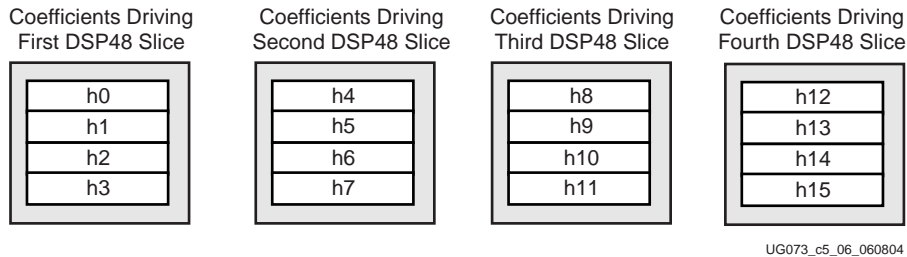 Coefficients Driving
First DSP48 Slice
h0
h1
h2
h3
Coefficients Driving
Second DSP48 Slice
h4
h5
h6
h7
Coefficients Driving
Third DSP48 Slice
h8
h9
h10
h11
Coefficients Driving
Fourth DSP48 Slice
h12
h13
h14
h15
UG073_c5_06_060804